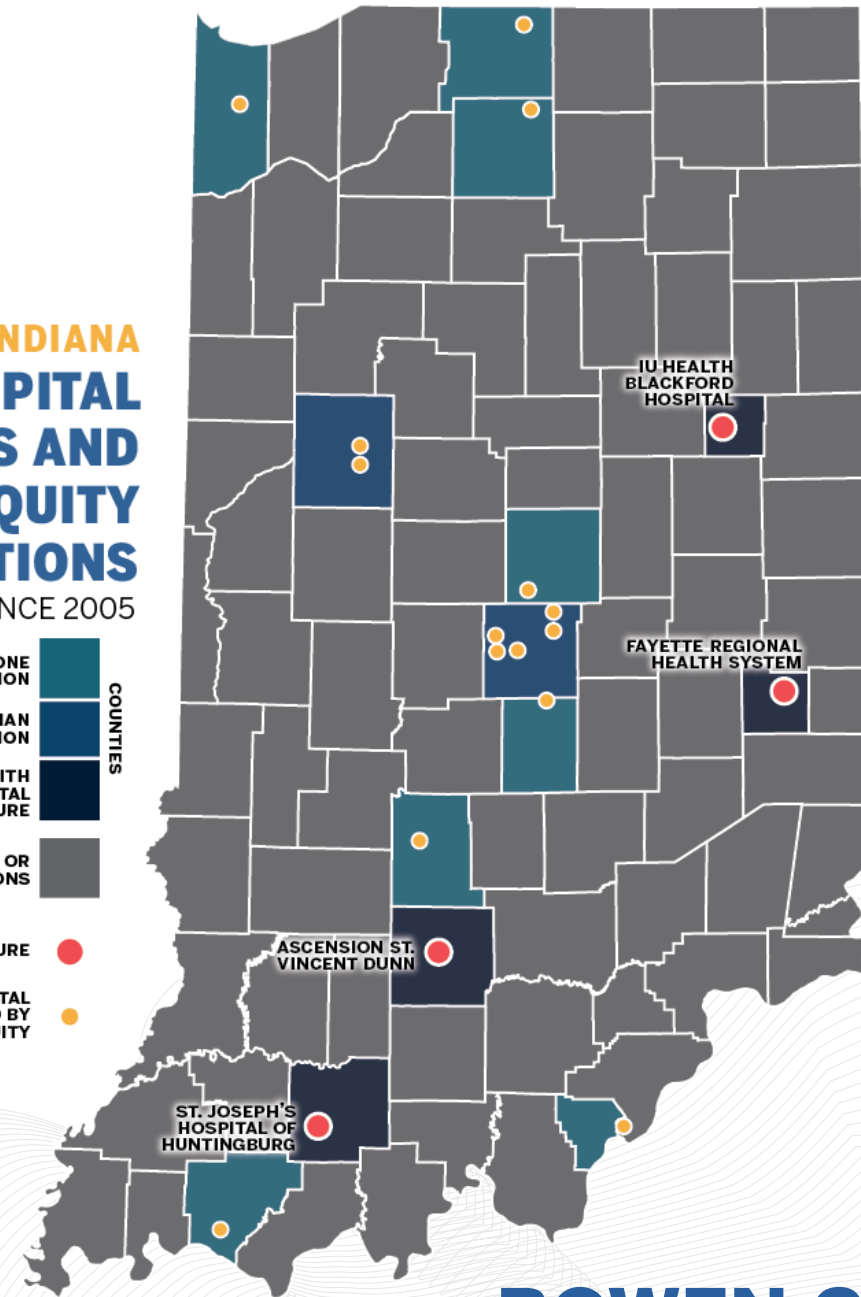 NDIANA
PITAL
S AND
QUITY
TIONS
NCE 2005
ONE
ION
IAN
ION
ITH
TAL
URE
OR
ONS
COUNTIES
URE
TAL
BY
ITY
IU HEALTH
BLACKFORD
HOSPITAL
FAYETTE REGIONAL
HEALTH SYSTEM
ASCENSION ST.
VINCENT DUNN
ST. JOSEPH'S
HOSPITAL OF
HUNTINGBURG